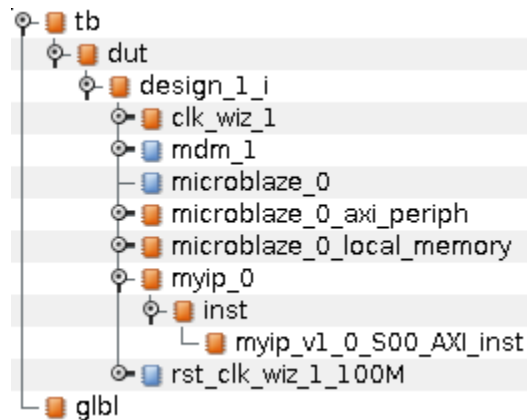 tb
dut
design_1_i
clk_wiz_1
mdm_1
microblaze_0
microblaze_0_axi_periph
microblaze_0_local_memory
myip_0
inst
myip_v1_0_S00_AXI_inst
rst_clk_wiz_1_100M
glbl